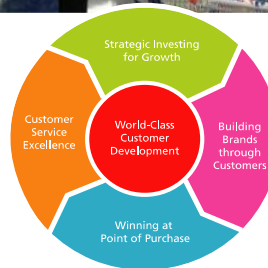 Strategic Investing
for Growth
Customer
Service
Excellence
World-Class
Customer
Development
Building
Brands
through
Customers
Winning at
Point of Purchase